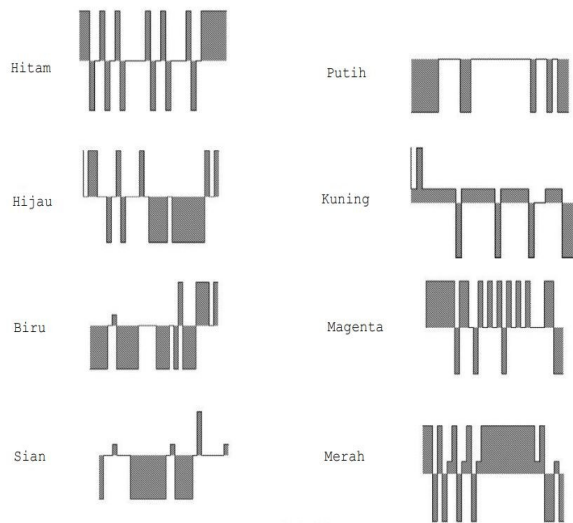 Hitam
Putih
Hijau
Kuning
Biru
Magenta
Sian
Merah